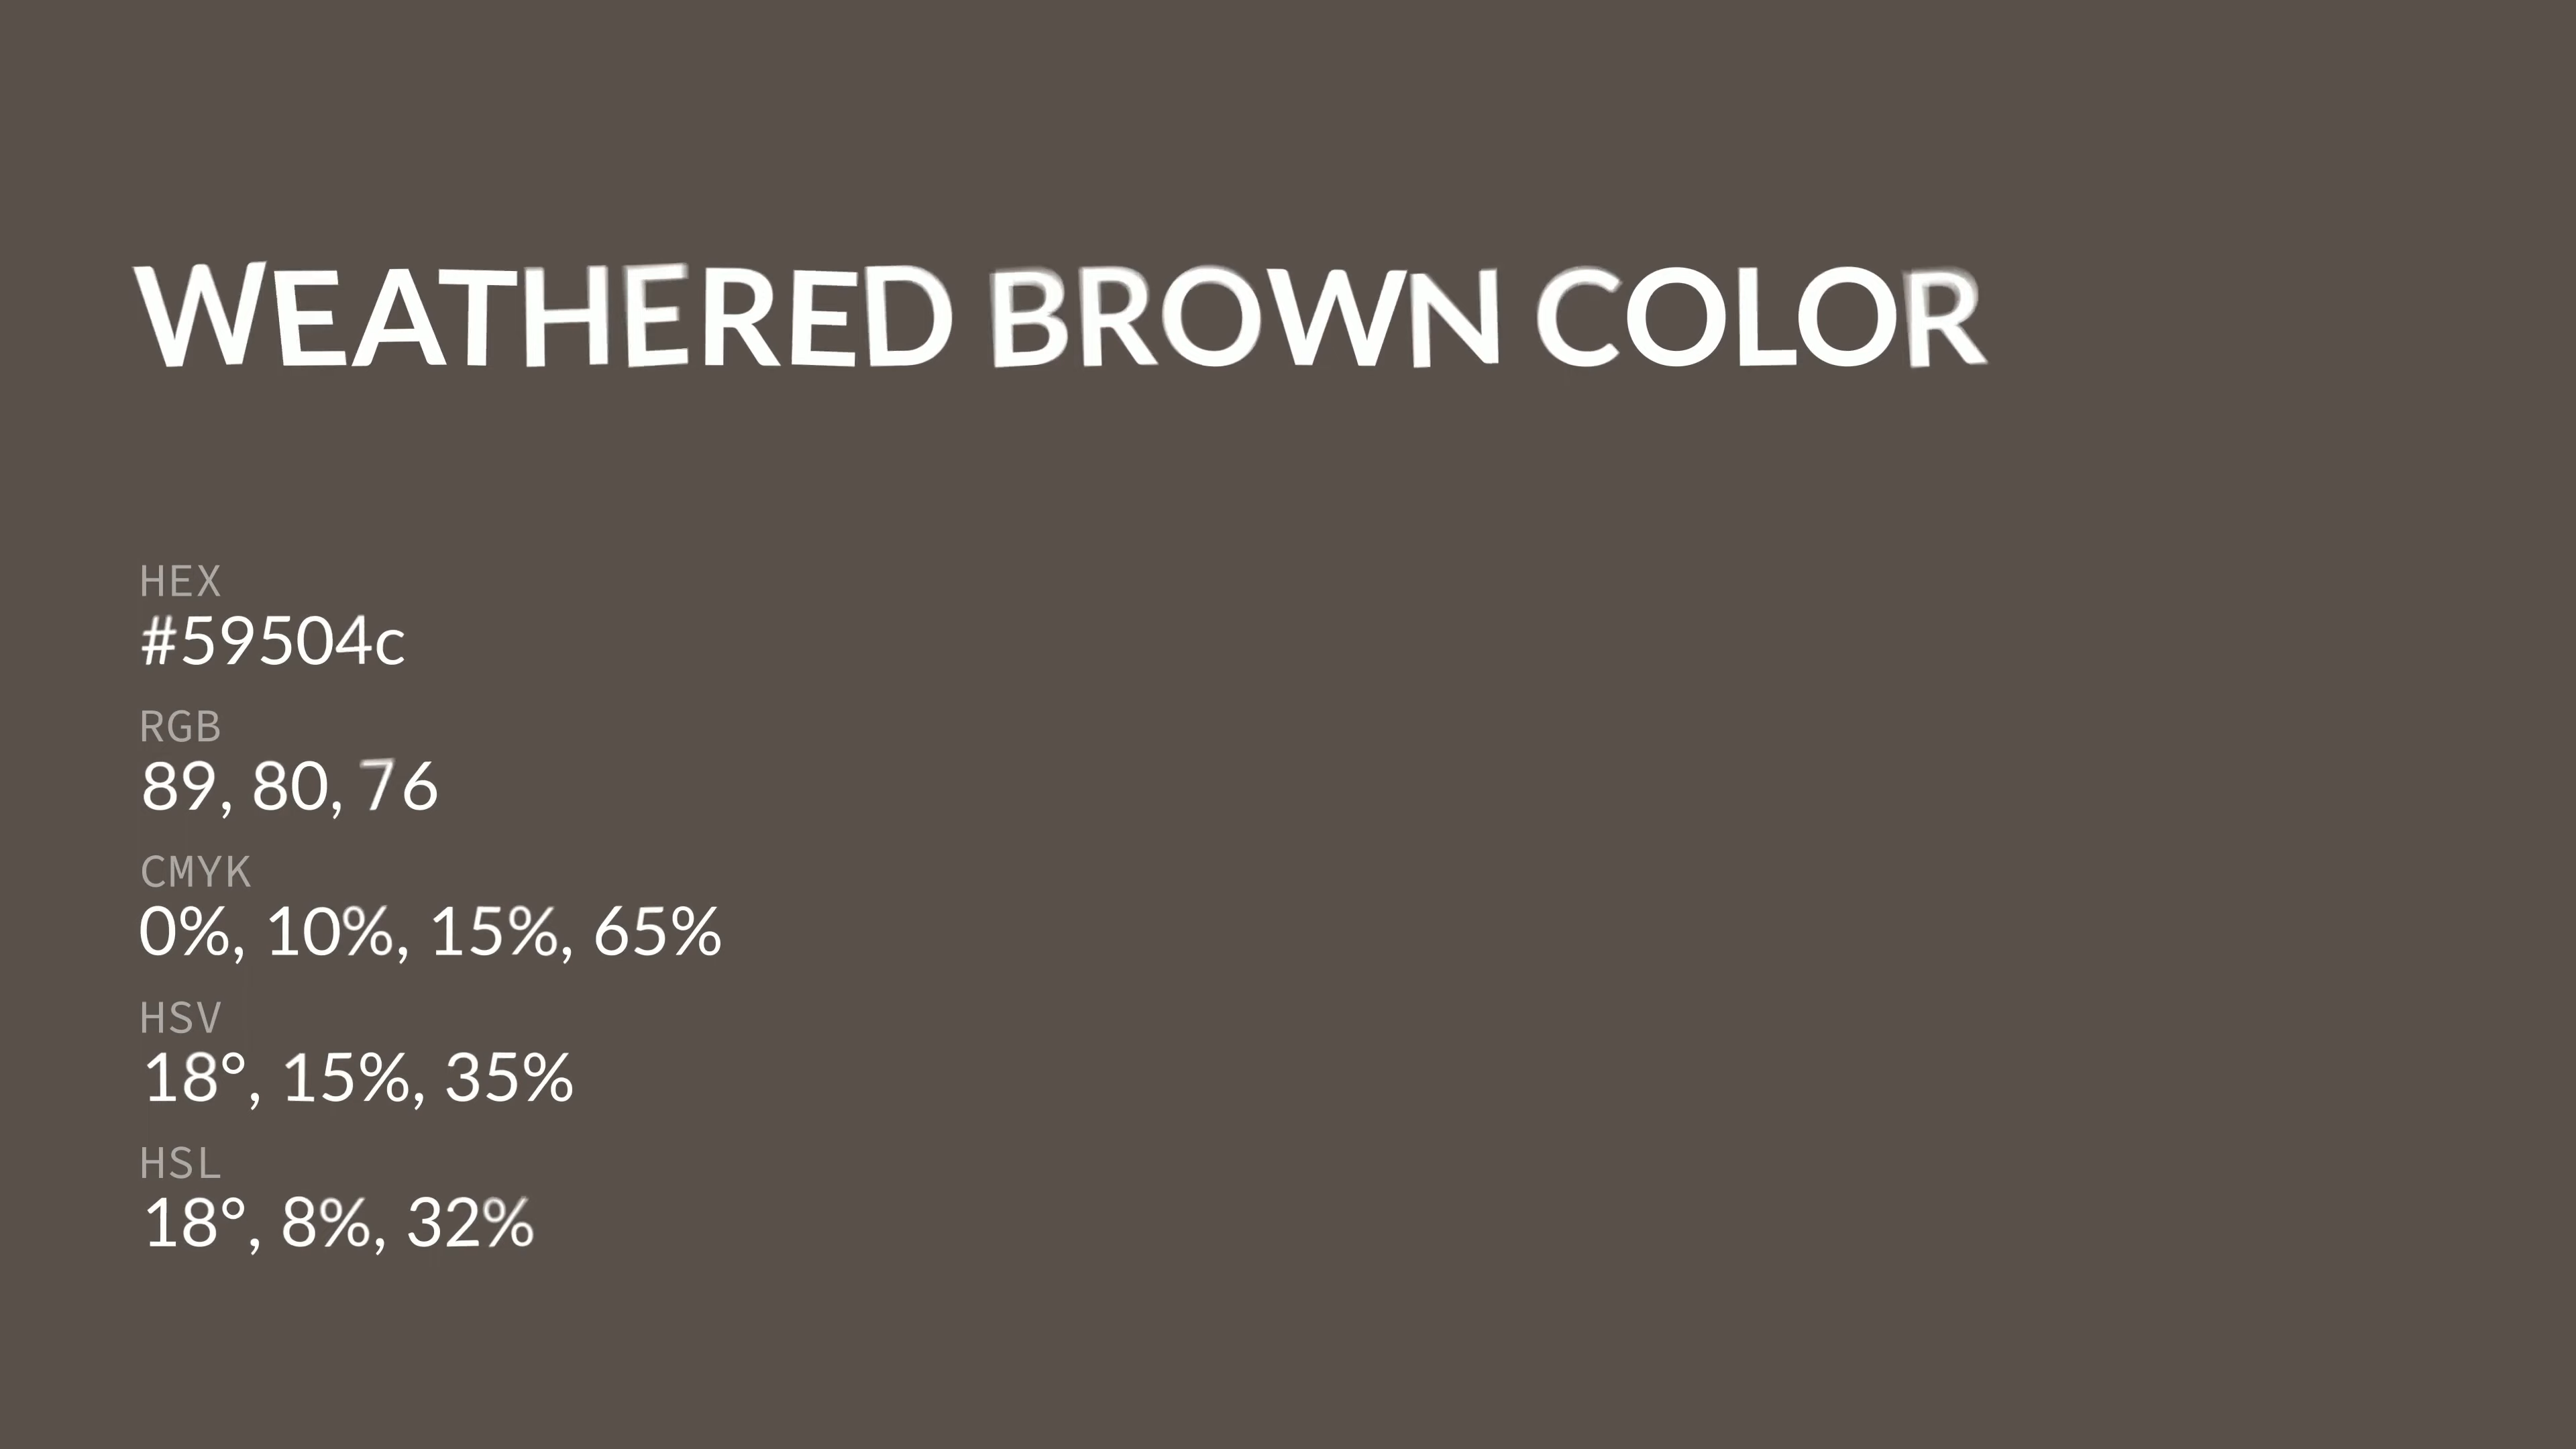 WEATHERED BROWN COLOR
HEX
#59504c
RGB
89, 80, 76
CMYK
0%, 10%, 15%, 65%
HSV
18°, 15%, 35%
HSL
18°, 8%, 32%